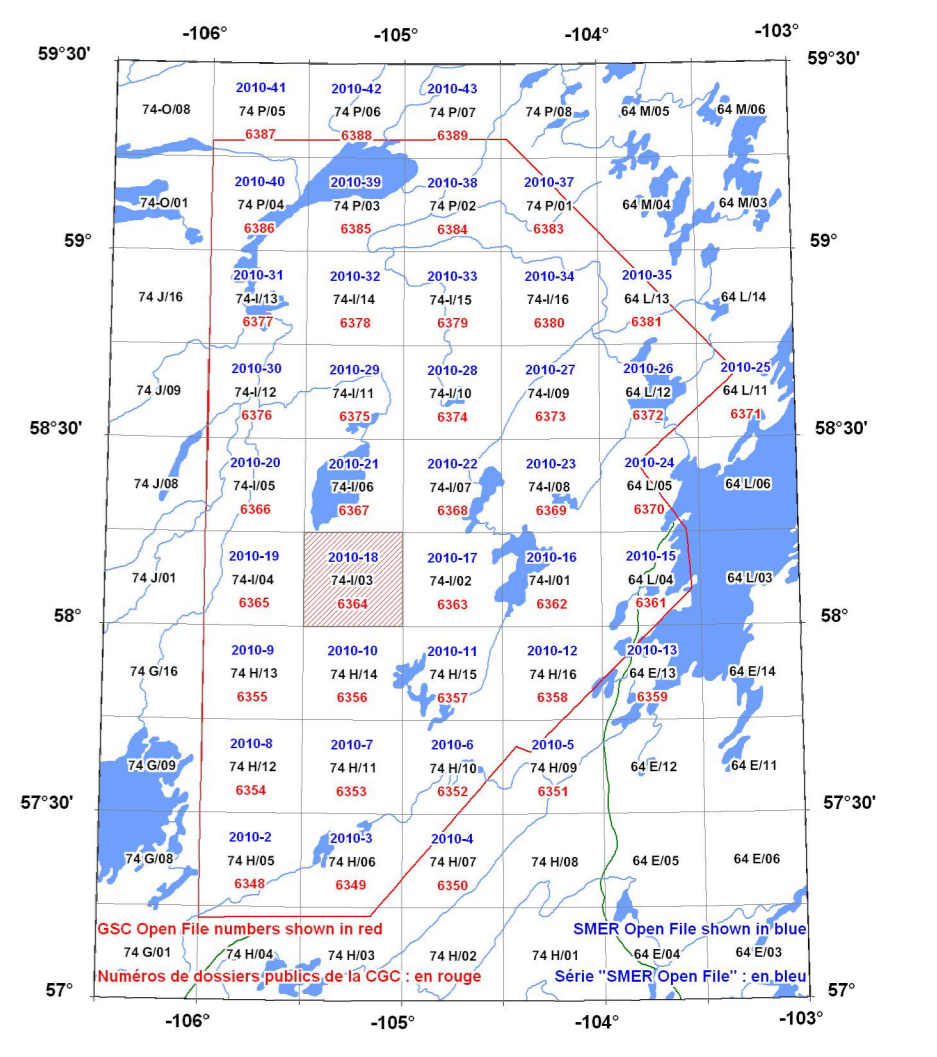 -106° -105° -104° -103°
59°30' 59°30'
2010-41 2010-42 2010-43
74-O/08 74 P/05 74 P/06 74 P/07 74 P/08 64 M/05 64 M/06
6387 6388 6389
2010-40 2010-39 2010-38 2010-37
74-O/01 74 P/04 74 P/03 74 P/02 74 P/01 64 M/04 64 M/03
6386 6385 6384 6383
59° 59°
2010-31 2010-32 2010-33 2010-34 2010-35
74 J/16 74-I/13 74-I/14 74-I/15 74-I/16 64 L/13 64 L/14
6377 6378 6379 6380 6381
2010-30 2010-29 2010-28 2010-27 2010-26 2010-25
74 J/09 74-I/12 74-I/11 74-I/10 74-I/09 64 L/12 64 L/11
6376 6375 6374 6373 6372 6371
58°30' 58°30'
2010-20 2010-21 2010-22 2010-23 2010-24
74 J/08 74-I/05 74-I/06 74-I/07 74-I/08 64 L/05 64 L/06
6366 6367 6368 6369 6370
2010-19 2010-18 2010-17 2010-16 2010-15
74 J/01 74-I/04 74-I/03 74-I/02 74-I/01 64 L/04 64 L/03
6365 6364 6363 6362 6361
58° 58°
2010-9 2010-10 2010-11 2010-12 2010-13
74 G/16 74 H/13 74 H/14 74 H/15 74 H/16 64 E/13 64 E/14
6355 6356 6357 6358 6359
2010-8 2010-7 2010-6 2010-5
74 G/09 74 H/12 74 H/11 74 H/10 74 H/09 64 E/12 64 E/11
6354 6353 6352 6351
57°30' 57°30'
2010-2 2010-3 2010-4
74 G/08 74 H/05 74 H/06 74 H/07 74 H/08 64 E/05 64 E/06
6348 6349 6350
GSC Open File numbers shown in red SMER Open File shown in blue
74 G/01 74 H/04 74 H/03 74 H/02 74 H/01 64 E/04 64 E/03
Numéros de dossiers publics de la CGC : en rouge Série "SMER Open File" : en bleu
57° 57°
-106° -105° -104° -103°